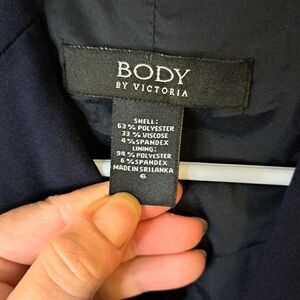 BODY
BY VICTORIA
SHELL:
63 % POLYESTER
33 % VISCOSE
4 % SPANDEX
LINING:
94 % POLYESTER
6 % SPANDEX
MADE IN SRI LANKA
6